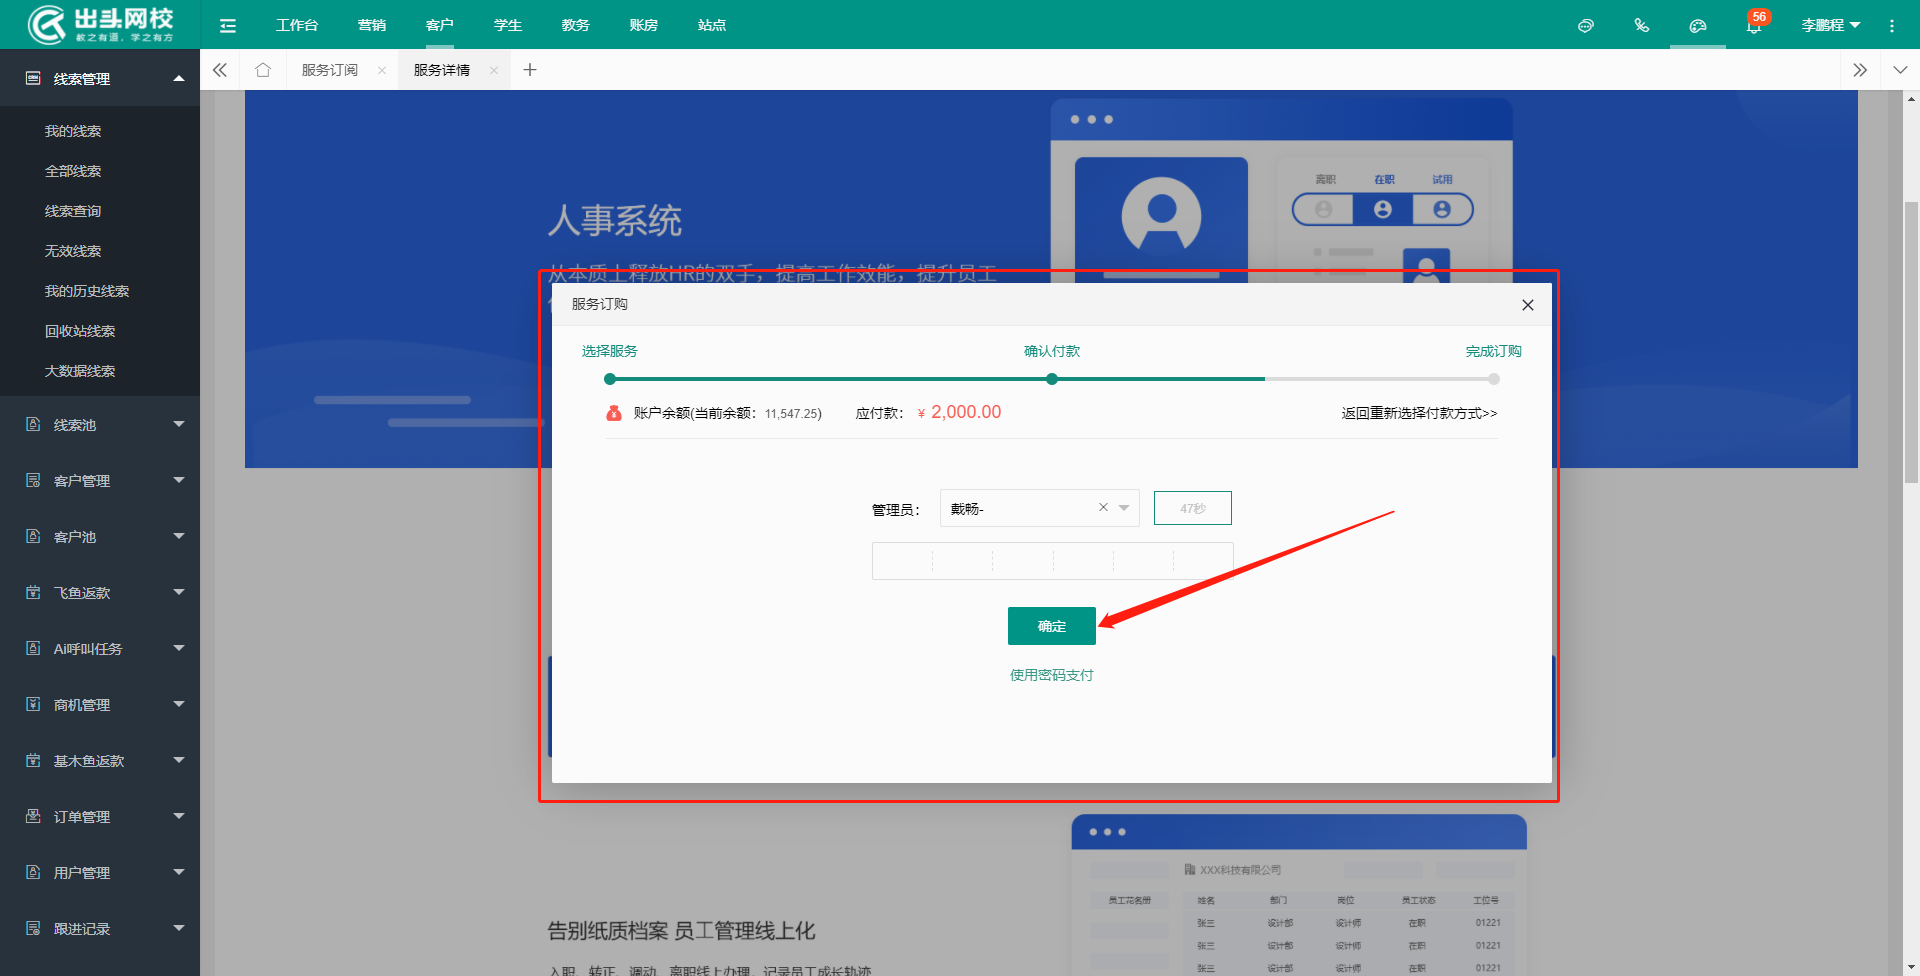 出头网校
教之有道，学之有方
工作台
营销
客户
学生
教务
账房
站点
56
李鹏程
线索管理
服务订阅
服务详情
我的线索
全部线索
线索查询
无效线索
我的历史线索
回收站线索
大数据线索
线索池
客户管理
客户池
飞鱼返款
Ai呼叫任务
商机管理
基木鱼返款
订单管理
用户管理
跟进记录
离职
在职
试用
人事系统
从本质上释放HR的双手，提高工作效能，提升员工
服务订购
选择服务
确认付款
完成订购
账户余额(当前余额：11,547.25)
应付款：
¥ 2,000.00
返回重新选择付款方式>>
管理员：
戴畅-
47秒
确定
使用密码支付
XXX科技有限公司
员工花名册
姓名 部门 岗位 员工状态 工位号
张三 设计部 设计师 在职 01221
张三 设计部 设计师 在职 01221
张三 设计部 设计师 在职 01221
告别纸质档案 员工管理线上化
入职、转正、调动、离职线上办理，记录员工成长轨迹